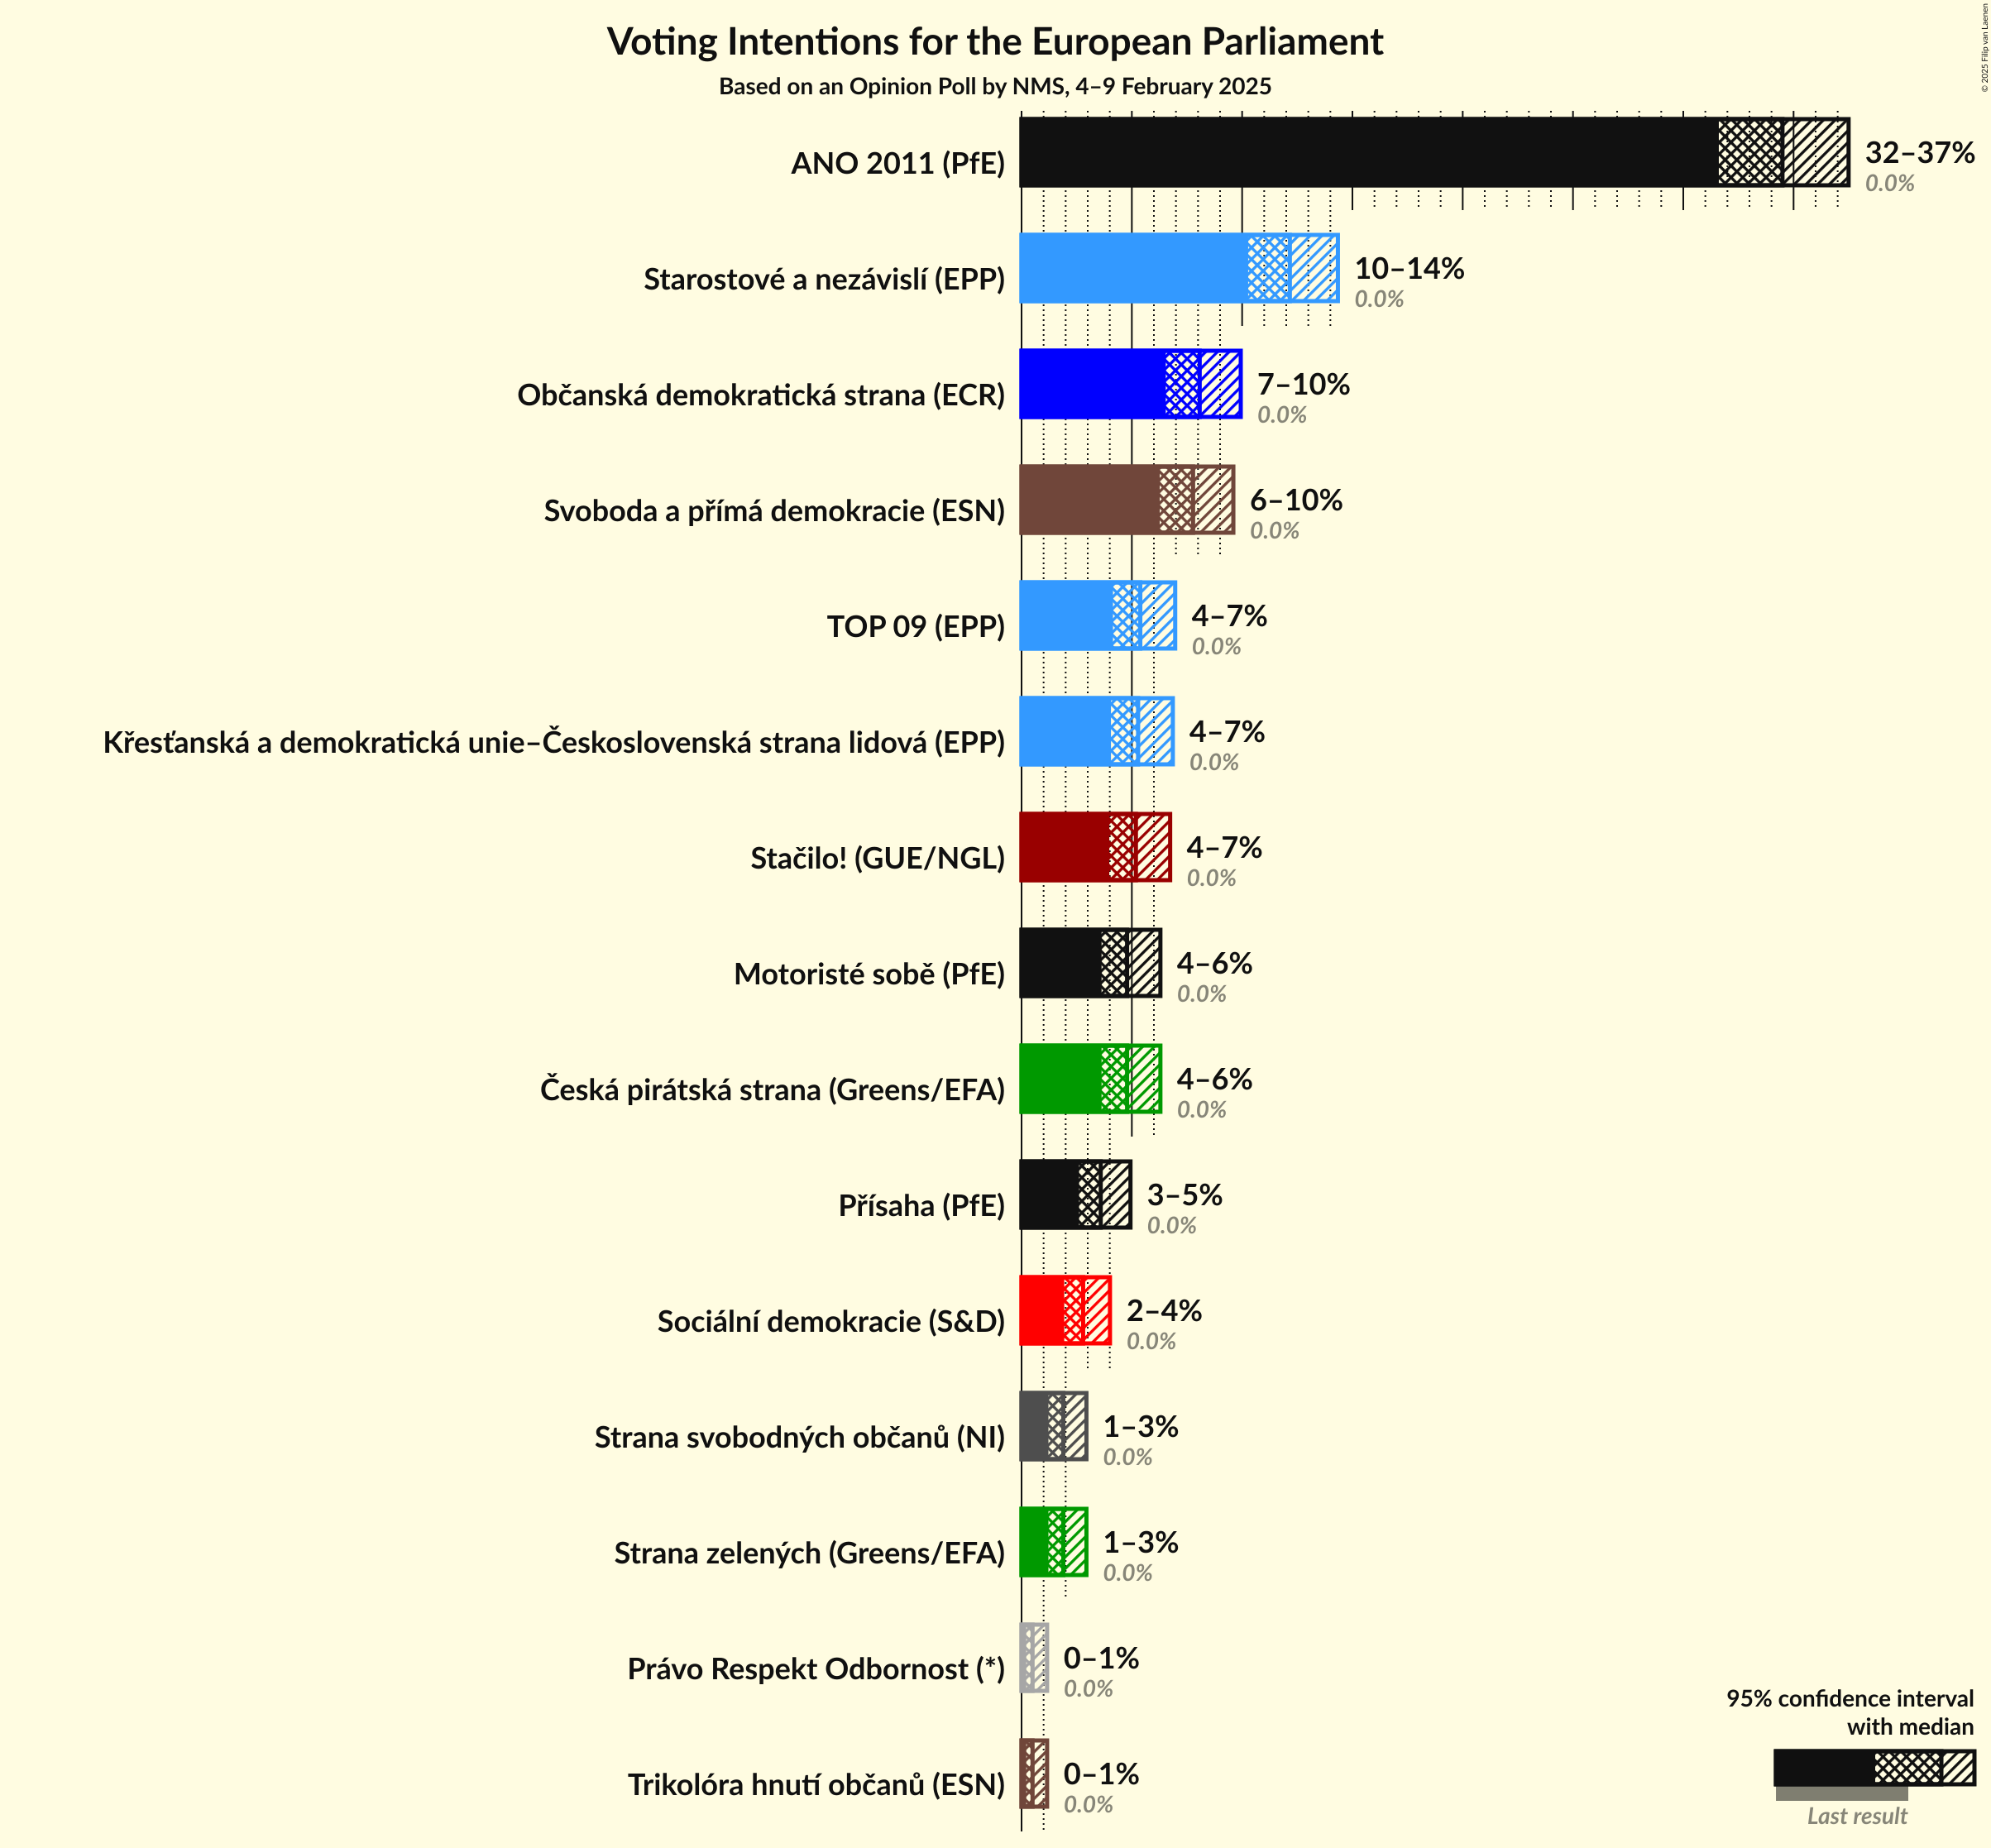 Voting Intentions for the European Parliament
Based on an Opinion Poll by NMS, 4–9 February 2025
© 2025 Filip van Laenen
ANO 2011 (PfE)
32–37%
0.0%
Starostové a nezávislí (EPP)
10–14%
0.0%
Občanská demokratická strana (ECR)
7–10%
0.0%
Svoboda a přímá demokracie (ESN)
6–10%
0.0%
TOP 09 (EPP)
4–7%
0.0%
Křesťanská a demokratická unie–Československá strana lidová (EPP)
4–7%
0.0%
Stačilo! (GUE/NGL)
4–7%
0.0%
Motoristé sobě (PfE)
4–6%
0.0%
Česká pirátská strana (Greens/EFA)
4–6%
0.0%
Přísaha (PfE)
3–5%
0.0%
Sociální demokracie (S&D)
2–4%
0.0%
Strana svobodných občanů (NI)
1–3%
0.0%
Strana zelených (Greens/EFA)
1–3%
0.0%
Právo Respekt Odbornost (*)
0–1%
0.0%
Trikolóra hnutí občanů (ESN)
0–1%
0.0%
95% confidence interval
with median
Last result